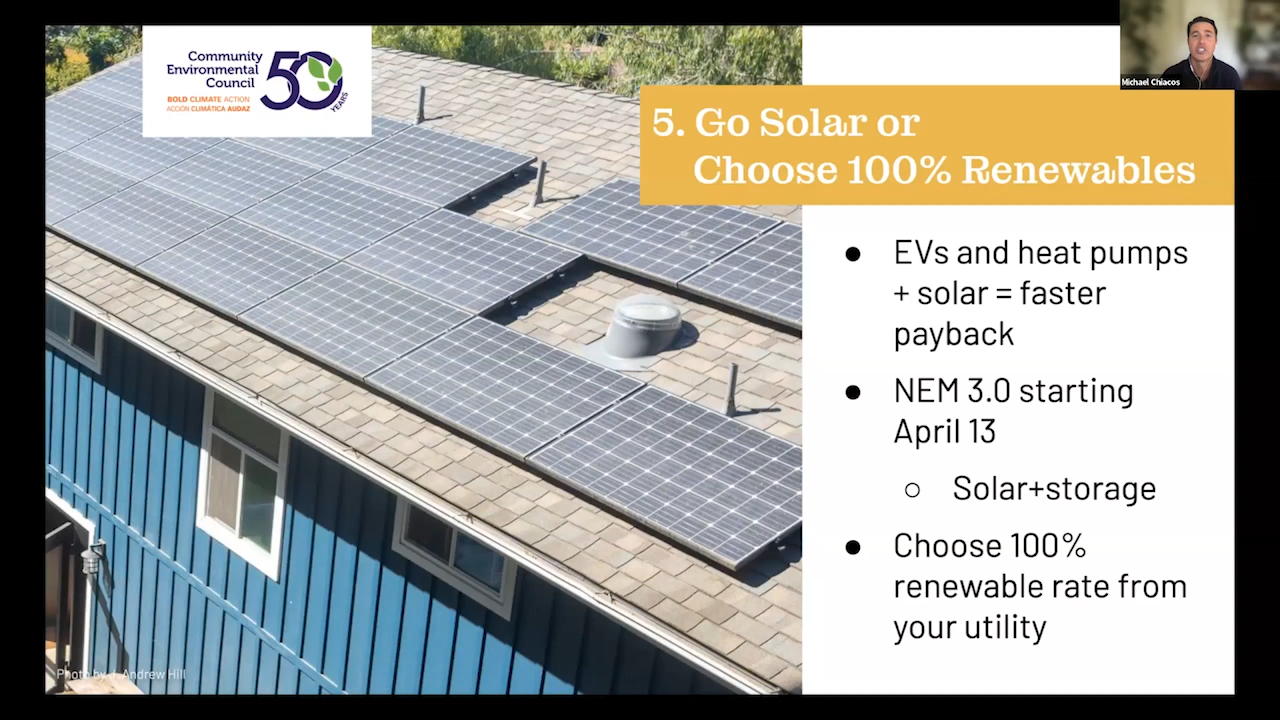 Community
Environmental
Council
50
YEARS
BOLD CLIMATE ACTION
ACCIÓN CLIMÁTICA AUDAZ
Michael Chiacos
5. Go Solar or
Choose 100% Renewables
● EVs and heat pumps
+ solar = faster
payback
● NEM 3.0 starting
April 13
○ Solar+storage
● Choose 100%
renewable rate from
your utility
Photo by J. Andrew Hill